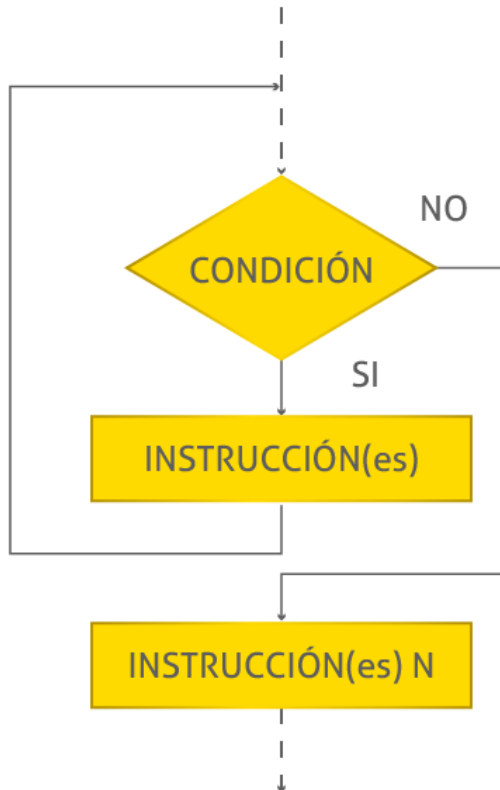 NO
CONDICIÓN
SI
INSTRUCCIÓN(es)
INSTRUCCIÓN(es) N